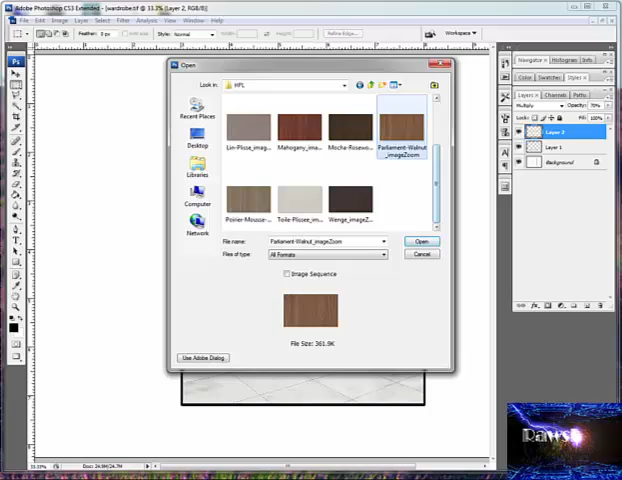 Adobe Photoshop CS3 Extended - [wardrobe.tif @ 33.3% (Layer 2, RGB/8)]
File Edit Image Layer Select Filter Analysis View Window Help
Feather: 0 px Anti-alias Style: Normal Refine Edge... Workspace
Open
Look in: HPL
Recent Places
Desktop
Libraries
Computer
Network
Lin-Plisse_imag... Mahogany_ima... Mocha-Rosewo... Parliament-Walnut
_imageZoom
Poirier-Mousse-... Toile-Plissee_im... Wenge_imageZ...
File name: Parliament-Walnut_imageZoom Open
Files of type: All Formats Cancel
Image Sequence
File Size: 361.9K
Use Adobe Dialog
Navigator Histogram Info
Color Swatches Styles
Layers Channels Paths
Multiply Opacity: 70%
Lock: Fill: 100%
Layer 2
Layer 1
Background
33.33% Doc: 24.9M/24.7M